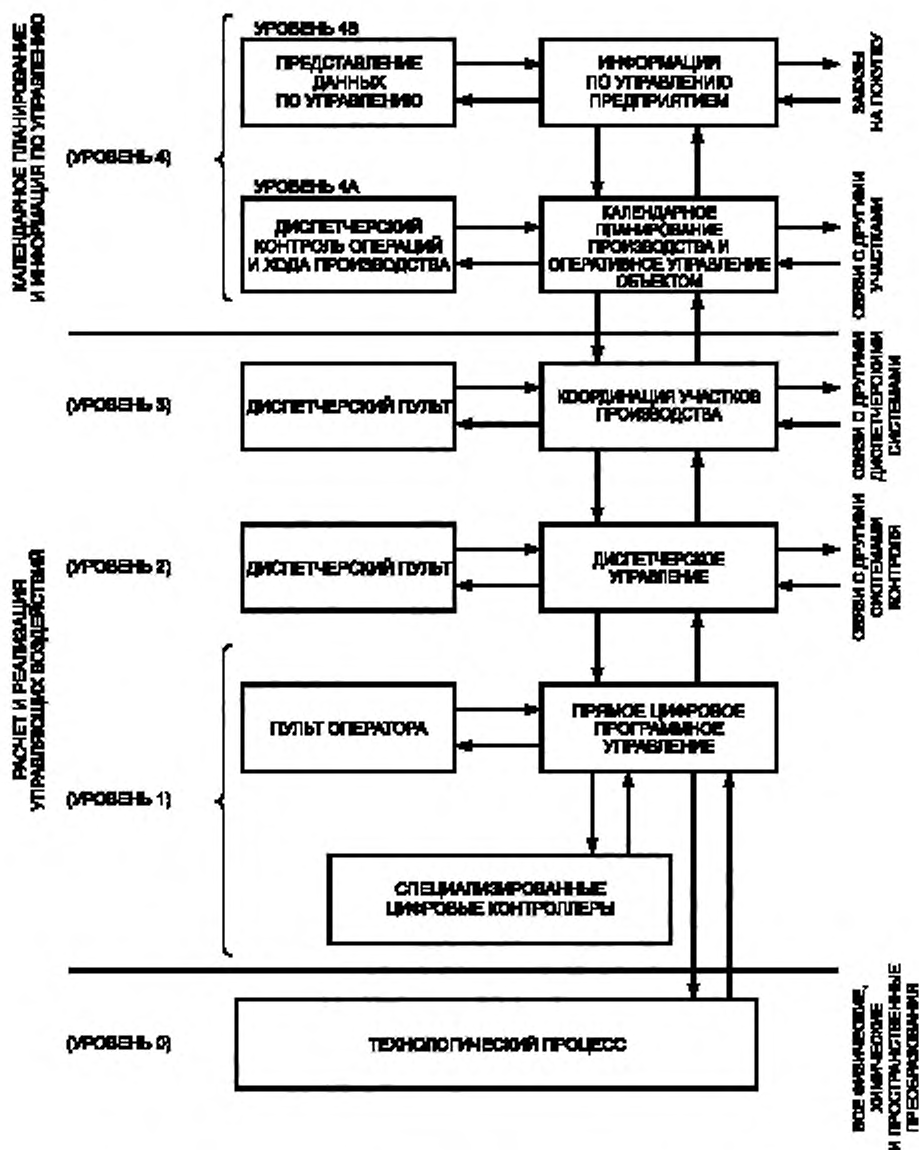 КАЛЕНДАРНОЕ ПЛАНИРОВАНИЕ
И ИНФОРМАЦИЯ ПО УПРАВЛЕНИЮ
(УРОВЕНЬ 4)
УРОВЕНЬ 4В
ПРЕДСТАВЛЕНИЕ
ДАННЫХ
ПО УПРАВЛЕНИЮ
ИНФОРМАЦИЯ
ПО УПРАВЛЕНИЮ
ПРЕДПРИЯТИЕМ
ЗАКАЗЫ
НА ПОКУПКУ
УРОВЕНЬ 4А
ДИСПЕТЧЕРСКИЙ
КОНТРОЛЬ ОПЕРАЦИЙ
И ХОДА ПРОИЗВОДСТВА
КАЛЕНДАРНОЕ
ПЛАНИРОВАНИЕ
ПРОИЗВОДСТВА И
ОПЕРАТИВНОЕ УПРАВЛЕНИЕ
ОБЪЕКТОМ
СВЯЗИ С ДРУГИМИ
УЧАСТКАМИ
(УРОВЕНЬ 3)
ДИСПЕТЧЕРСКИЙ ПУЛЬТ
КООРДИНАЦИЯ УЧАСТКОВ
ПРОИЗВОДСТВА
СВЯЗИ С ДРУГИМИ
ДИСПЕТЧЕРСКИМИ
СИСТЕМАМИ
РАСЧЕТ И РЕАЛИЗАЦИЯ
УПРАВЛЯЮЩИХ ВОЗДЕЙСТВИЙ
(УРОВЕНЬ 2)
ДИСПЕТЧЕРСКИЙ ПУЛЬТ
ДИСПЕТЧЕРСКОЕ
УПРАВЛЕНИЕ
СВЯЗИ С ДРУГИМИ
СИСТЕМАМИ
КОНТРОЛЯ
(УРОВЕНЬ 1)
ПУЛЬТ ОПЕРАТОРА
ПРЯМОЕ ЦИФРОВОЕ
ПРОГРАММНОЕ
УПРАВЛЕНИЕ
СПЕЦИАЛИЗИРОВАННЫЕ
ЦИФРОВЫЕ КОНТРОЛЛЕРЫ
(УРОВЕНЬ 0)
ТЕХНОЛОГИЧЕСКИЙ ПРОЦЕСС
ВСЕ ФИЗИЧЕСКИЕ,
ХИМИЧЕСКИЕ
И ПРОСТРАНСТВЕННЫЕ
ПРЕОБРАЗОВАНИЯ